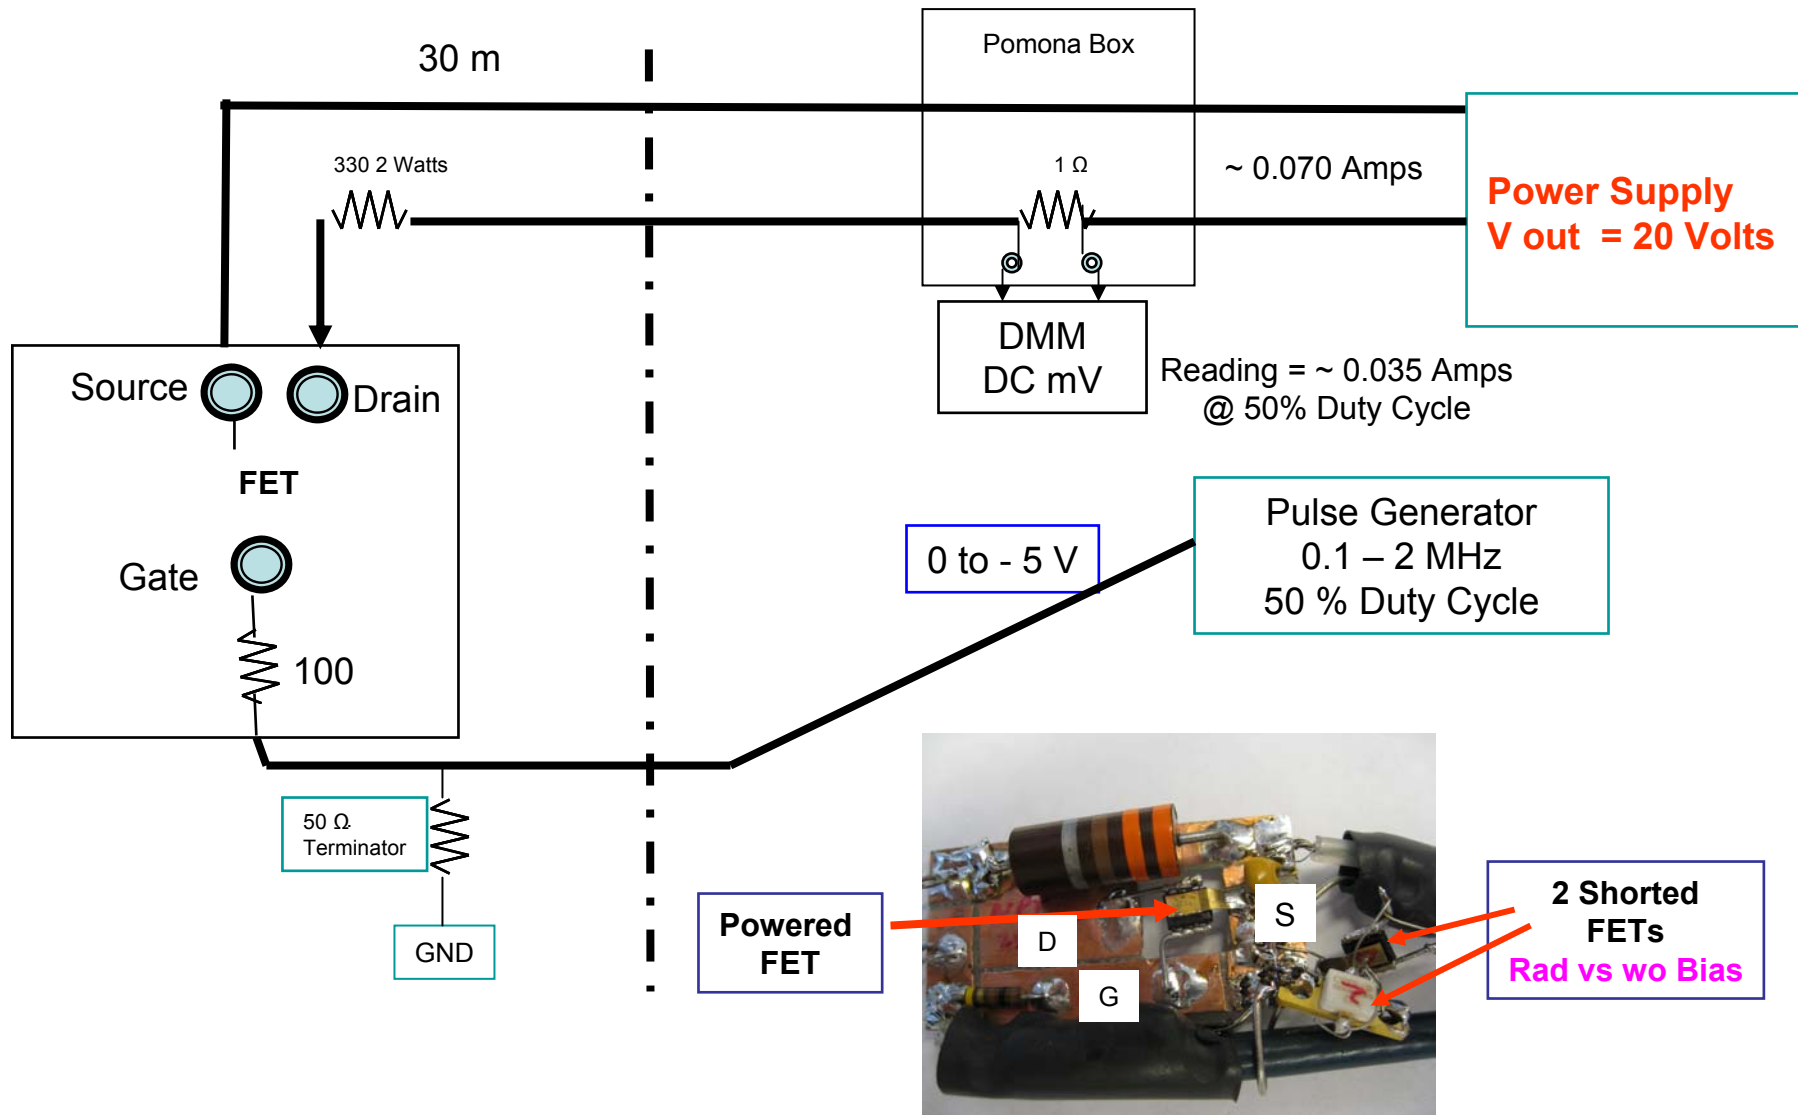 30 m
Pomona Box
330 2 Watts
1 Ω
~ 0.070 Amps
Power Supply
V out = 20 Volts
DMM
DC mV
Reading = ~ 0.035 Amps
@ 50% Duty Cycle
Source
Drain
FET
Gate
100
0 to - 5 V
Pulse Generator
0.1 – 2 MHz
50 % Duty Cycle
50 Ω
Terminator
GND
Powered
FET
D
S
G
2 Shorted
FETs
Rad vs wo Bias